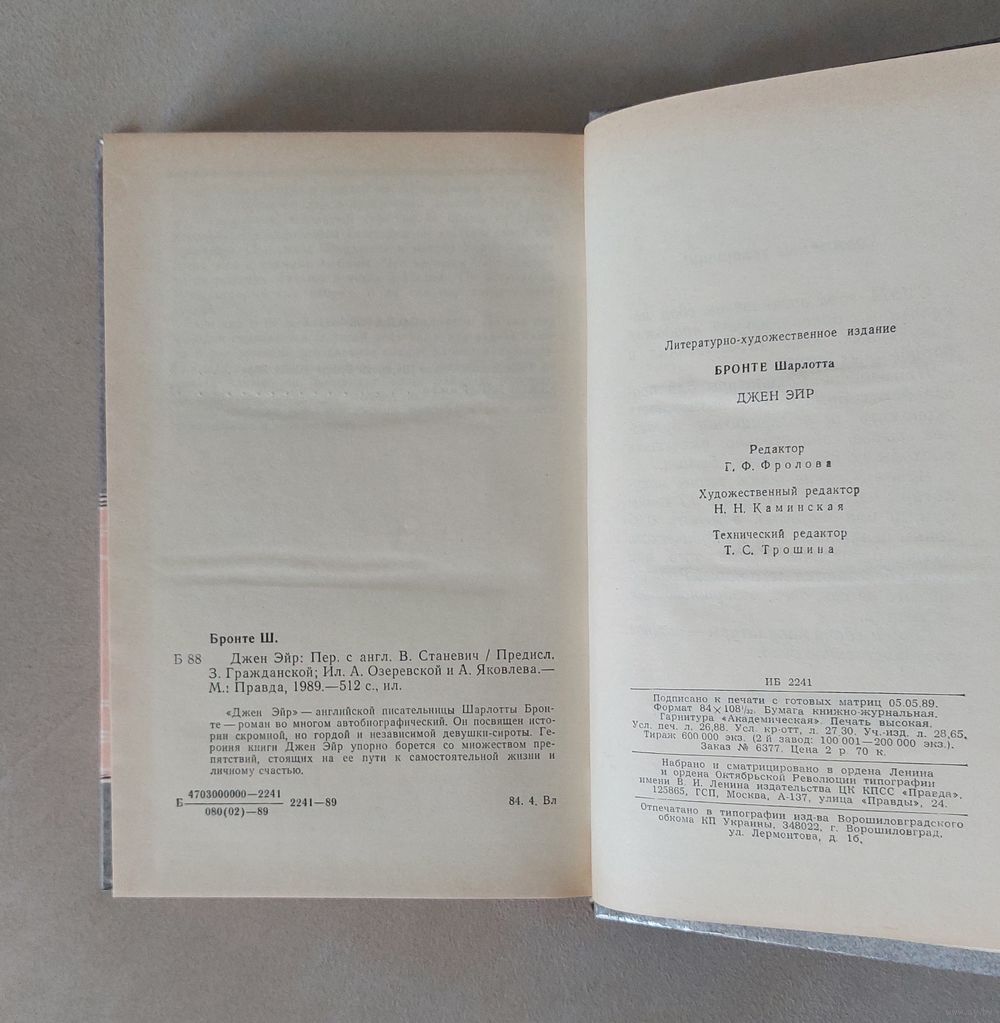 Бронте Ш.
Б 88 Джен Эйр: Пер. с англ. В. Станевич / Предисл.
З. Гражданской; Ил. А. Озеревской и А. Яковлева.—
М.: Правда, 1989.—512 с., ил.
«Джен Эйр» — английской писательницы Шарлотты Брон-
те — роман во многом автобиографический. Он посвящен исто-
рии скромной, но гордой и независимой девушки-сироты. Ге-
роиня книги Джен Эйр упорно борется со множеством пре-
пятствий, стоящих на ее пути к самостоятельной жизни и
личному счастью.
Б 4703000000—2241
080(02)—89 2241—89 84. 4. Вл
Литературно-художественное издание
БРОНТЕ Шарлотта
ДЖЕН ЭЙР
Редактор
Г. Ф. Фролова
Художественный редактор
Н. Н. Каминская
Технический редактор
Т. С. Трошина
ИБ 2241
Подписано к печати с готовых матриц 05.05.89.
Формат 84×108¹/₃₂. Бумага книжно-журнальная.
Гарнитура «Академическая». Печать высокая.
Усл. печ. л. 26,88. Усл. кр-отт. л. 27 30. Уч.-изд. л. 28,65.
Тираж 600 000 экз. (2 й завод: 100 001—200 000 экз.).
Заказ № 6377. Цена 2 р 70 к.
Набрано и сматрицировано в ордена Ленина
и ордена Октябрьской Революции типографии
имени В. И. Ленина издательства ЦК КПСС «Правда».
125865, ГСП, Москва, А-137, улица «Правды», 24.
Отпечатано в типографии изд-ва Ворошиловградского
обкома КП Украины, 348022, г. Ворошиловград,
ул. Лермонтова, д. 1б.